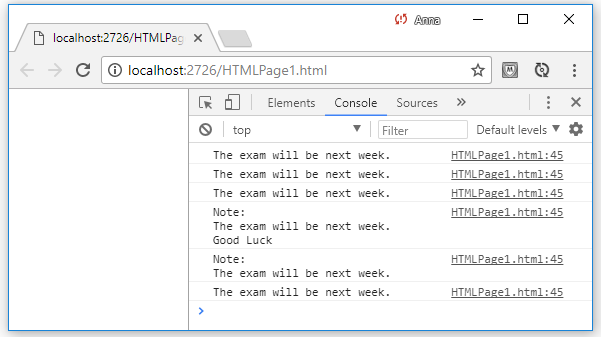 Anna
localhost:2726/HTMLPag
localhost:2726/HTMLPage1.html
Elements Console Sources
top Filter Default levels
The exam will be next week. HTMLPage1.html:45
The exam will be next week. HTMLPage1.html:45
The exam will be next week. HTMLPage1.html:45
Note: HTMLPage1.html:45
The exam will be next week.
Good Luck
Note: HTMLPage1.html:45
The exam will be next week.
The exam will be next week. HTMLPage1.html:45